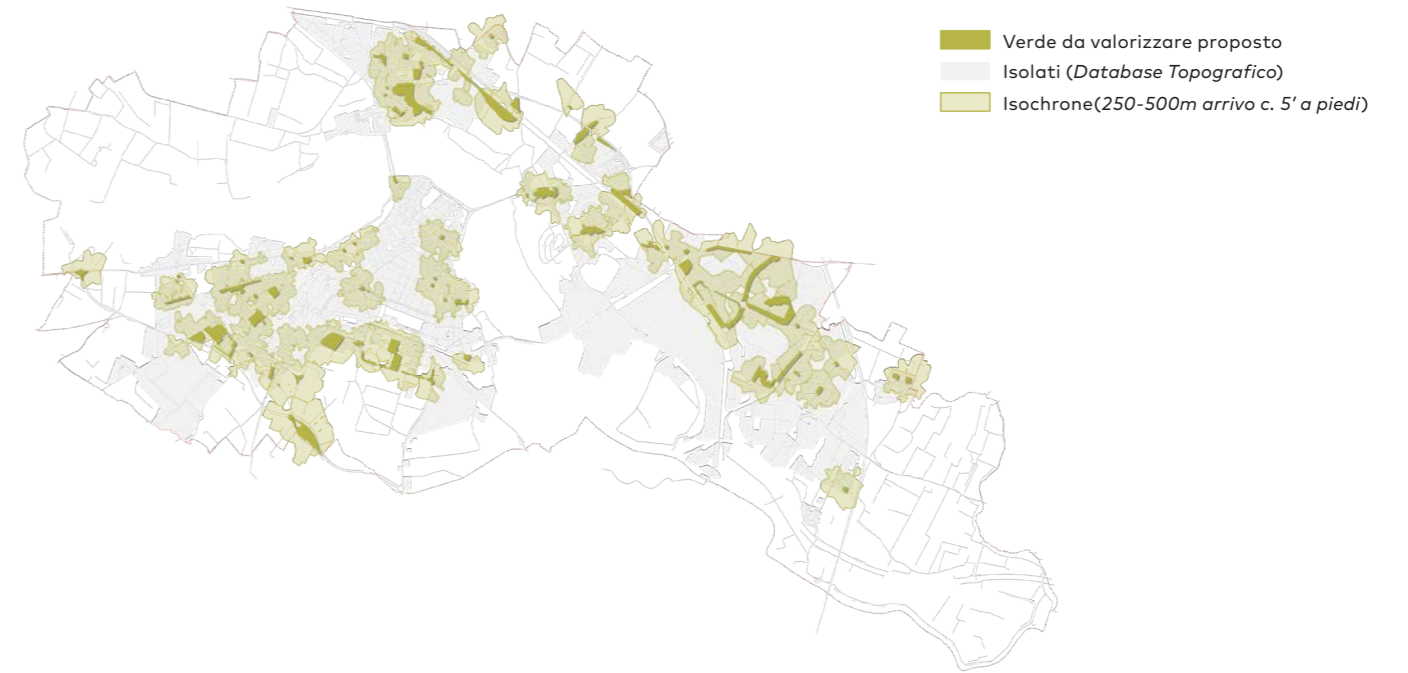 Verde da valorizzare proposto
Isolati (Database Topografico)
Isochrone(250-500m arrivo c. 5' a piedi)